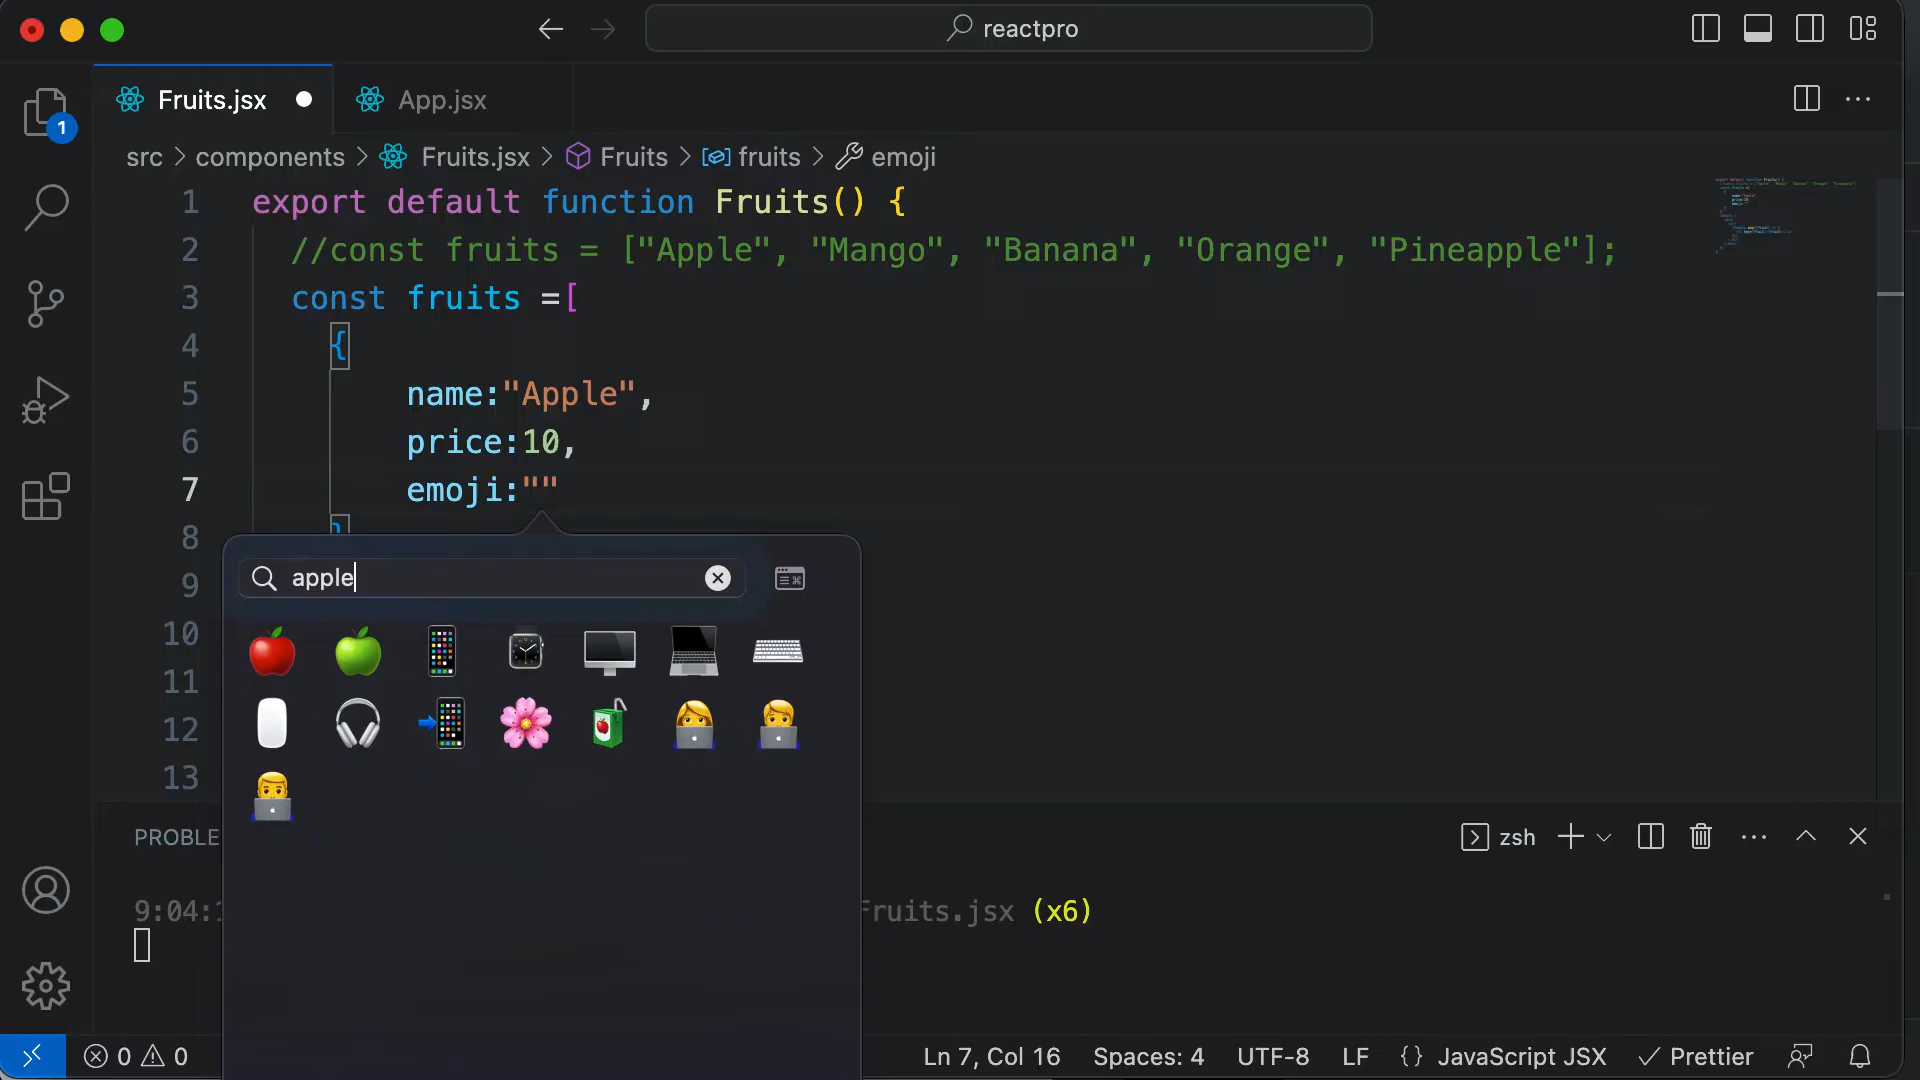 reactpro
Fruits.jsx
App.jsx
1
src > components > Fruits.jsx > Fruits > fruits > emoji
1 export default function Fruits() {
2 //const fruits = ["Apple", "Mango", "Banana", "Orange", "Pineapple"];
3 const fruits =[
4 {
5 name:"Apple",
6 price:10,
7 emoji:""
8 }
apple
9
10
11
12
13
PROBLE
zsh
9:04:
Fruits.jsx (x6)
0 0
Ln 7, Col 16 Spaces: 4 UTF-8 LF {} JavaScript JSX Prettier